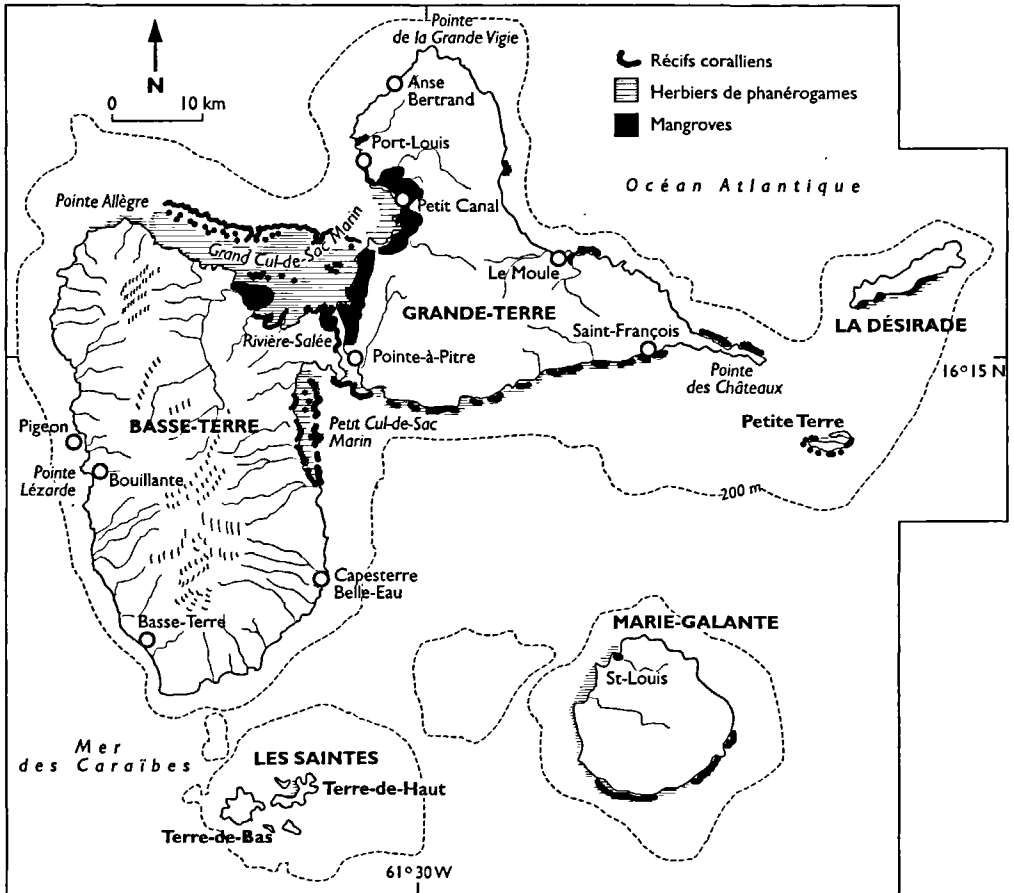 Pointe
de la Grande Vigie
N
0 10 km
Anse
Bertrand
Récifs coralliens
Herbiers de phanérogames
Mangroves
Port-Louis
Océan Atlantique
Pointe Allègre
Petit Canal
Grand Cul-de-Sac Marin
Le Moule
GRANDE-TERRE
LA DÉSIRADE
Rivière-Salée
Saint-François
Pointe-à-Pitre
Pointe
des Châteaux
16° 15 N
BASSE-TERRE
Petit Cul-de-Sac
Marin
Petite Terre
Pigeon
Pointe
Lézarde
Bouillante
200 m
Capesterre
Belle-Eau
Basse-Terre
MARIE-GALANTE
St-Louis
Mer
des Caraïbes
LES SAINTES
Terre-de-Haut
Terre-de-Bas
61° 30 W